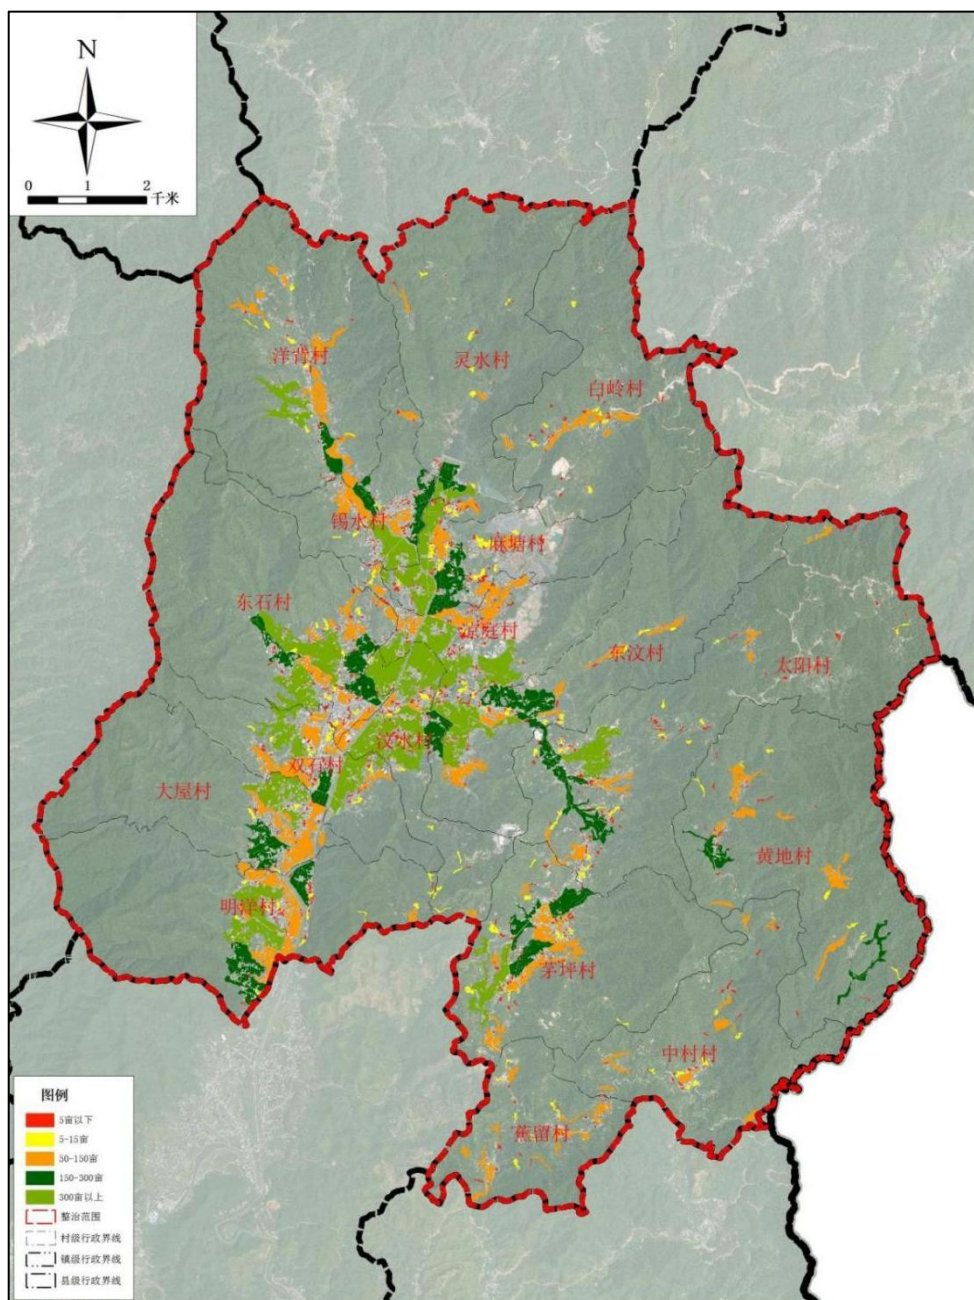 N
0 1 2
千米
洋背村
灵水村
白岭村
锡水村
麻塘村
东石村
凉庭村
东汶村
太阳村
汶水村
双石村
大屋村
黄地村
明洋村
茅坪村
中村村
蕉留村
图例
5亩以下
5-15亩
50-150亩
150-300亩
300亩以上
整治范围
村级行政界线
镇级行政界线
县级行政界线